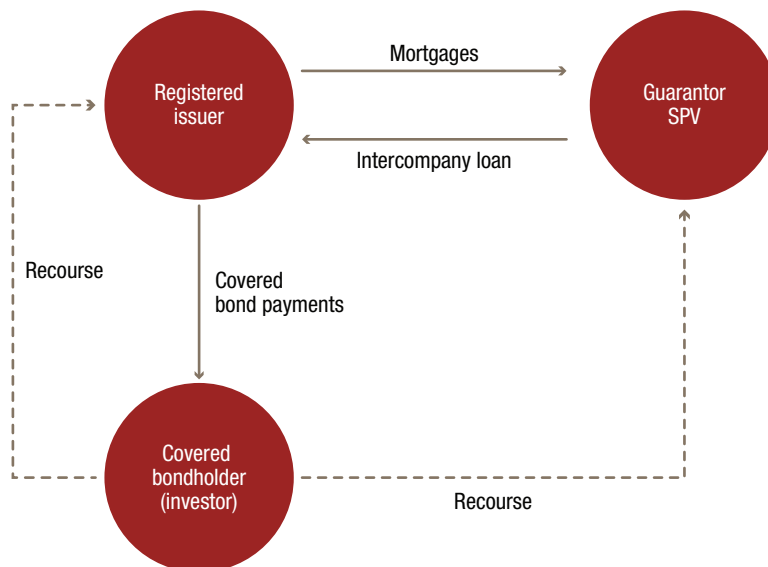 Mortgages
Registered
issuer
Guarantor
SPV
Intercompany loan
Recourse
Covered
bond payments
Covered
bondholder
(investor)
Recourse